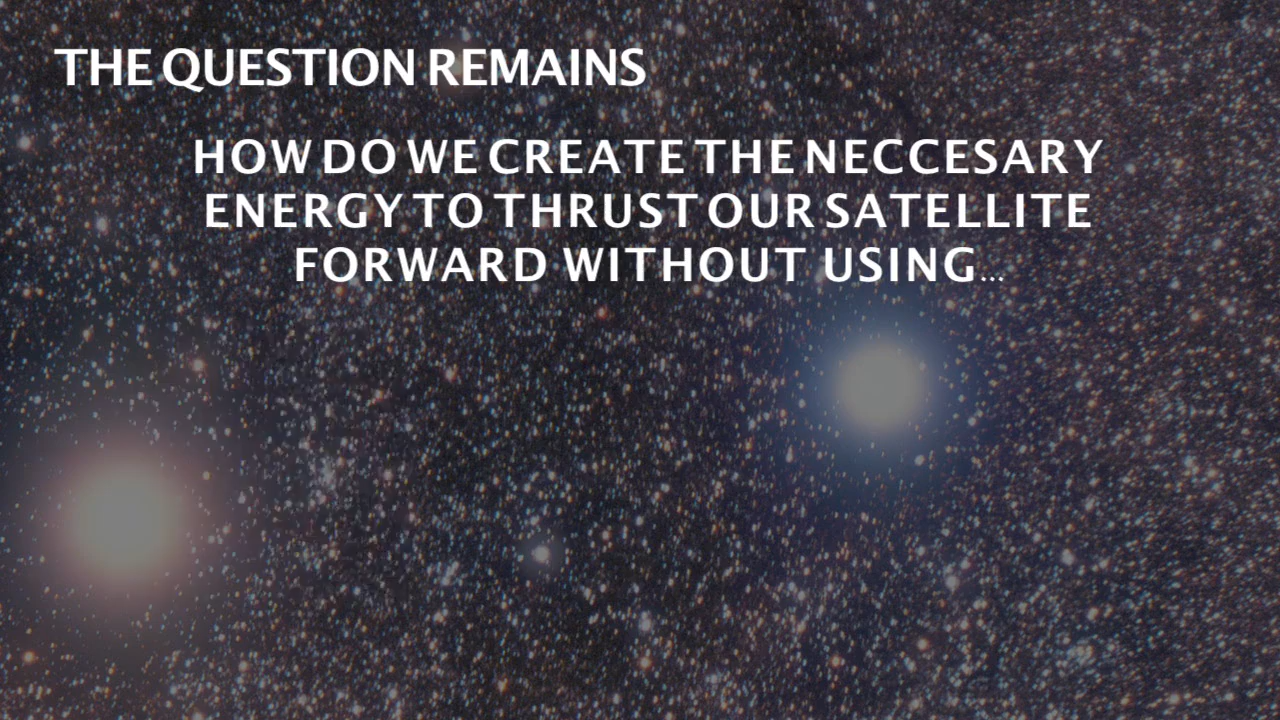 THE QUESTION REMAINS
HOW DO WE CREATE THE NECCESARY
ENERGY TO THRUST OUR SATELLITE
FORWARD WITHOUT USING...